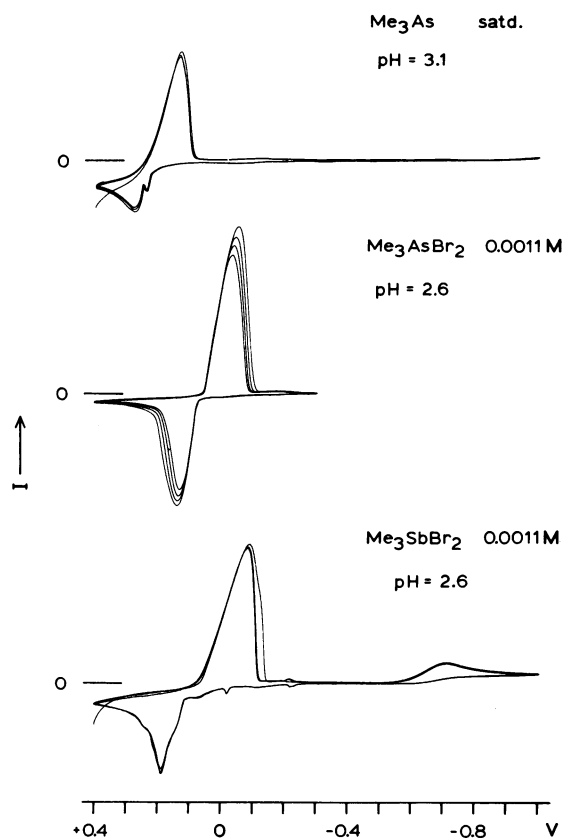 Me₃As satd.
pH = 3.1
0
Me₃AsBr₂ 0.0011 M
pH = 2.6
0
I
Me₃SbBr₂ 0.0011 M
pH = 2.6
0
+0.4 0 -0.4 -0.8 V